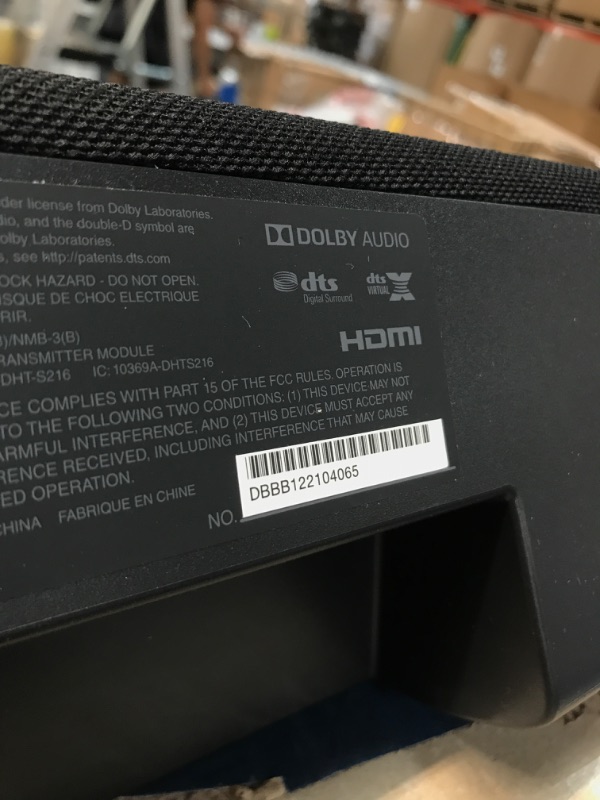 der license from Dolby Laboratories.
dio, and the double-D symbol are
olby Laboratories.
s, see http://patents.dts.com
DOLBY AUDIO
OCK HAZARD - DO NOT OPEN.
ISQUE DE CHOC ELECTRIQUE
RIR.
dts
Digital Surround
dts
VIRTUAL X
)/NMB-3(B)
RANSMITTER MODULE
DHT-S216 IC: 10369A-DHTS216
HDMI
CE COMPLIES WITH PART 15 OF THE FCC RULES. OPERATION IS
TO THE FOLLOWING TWO CONDITIONS: (1) THIS DEVICE MAY NOT
ARMFUL INTERFERENCE, AND (2) THIS DEVICE MUST ACCEPT ANY
RENCE RECEIVED, INCLUDING INTERFERENCE THAT MAY CAUSE
ED OPERATION.
CHINA FABRIQUE EN CHINE
NO.
DBBB122104065